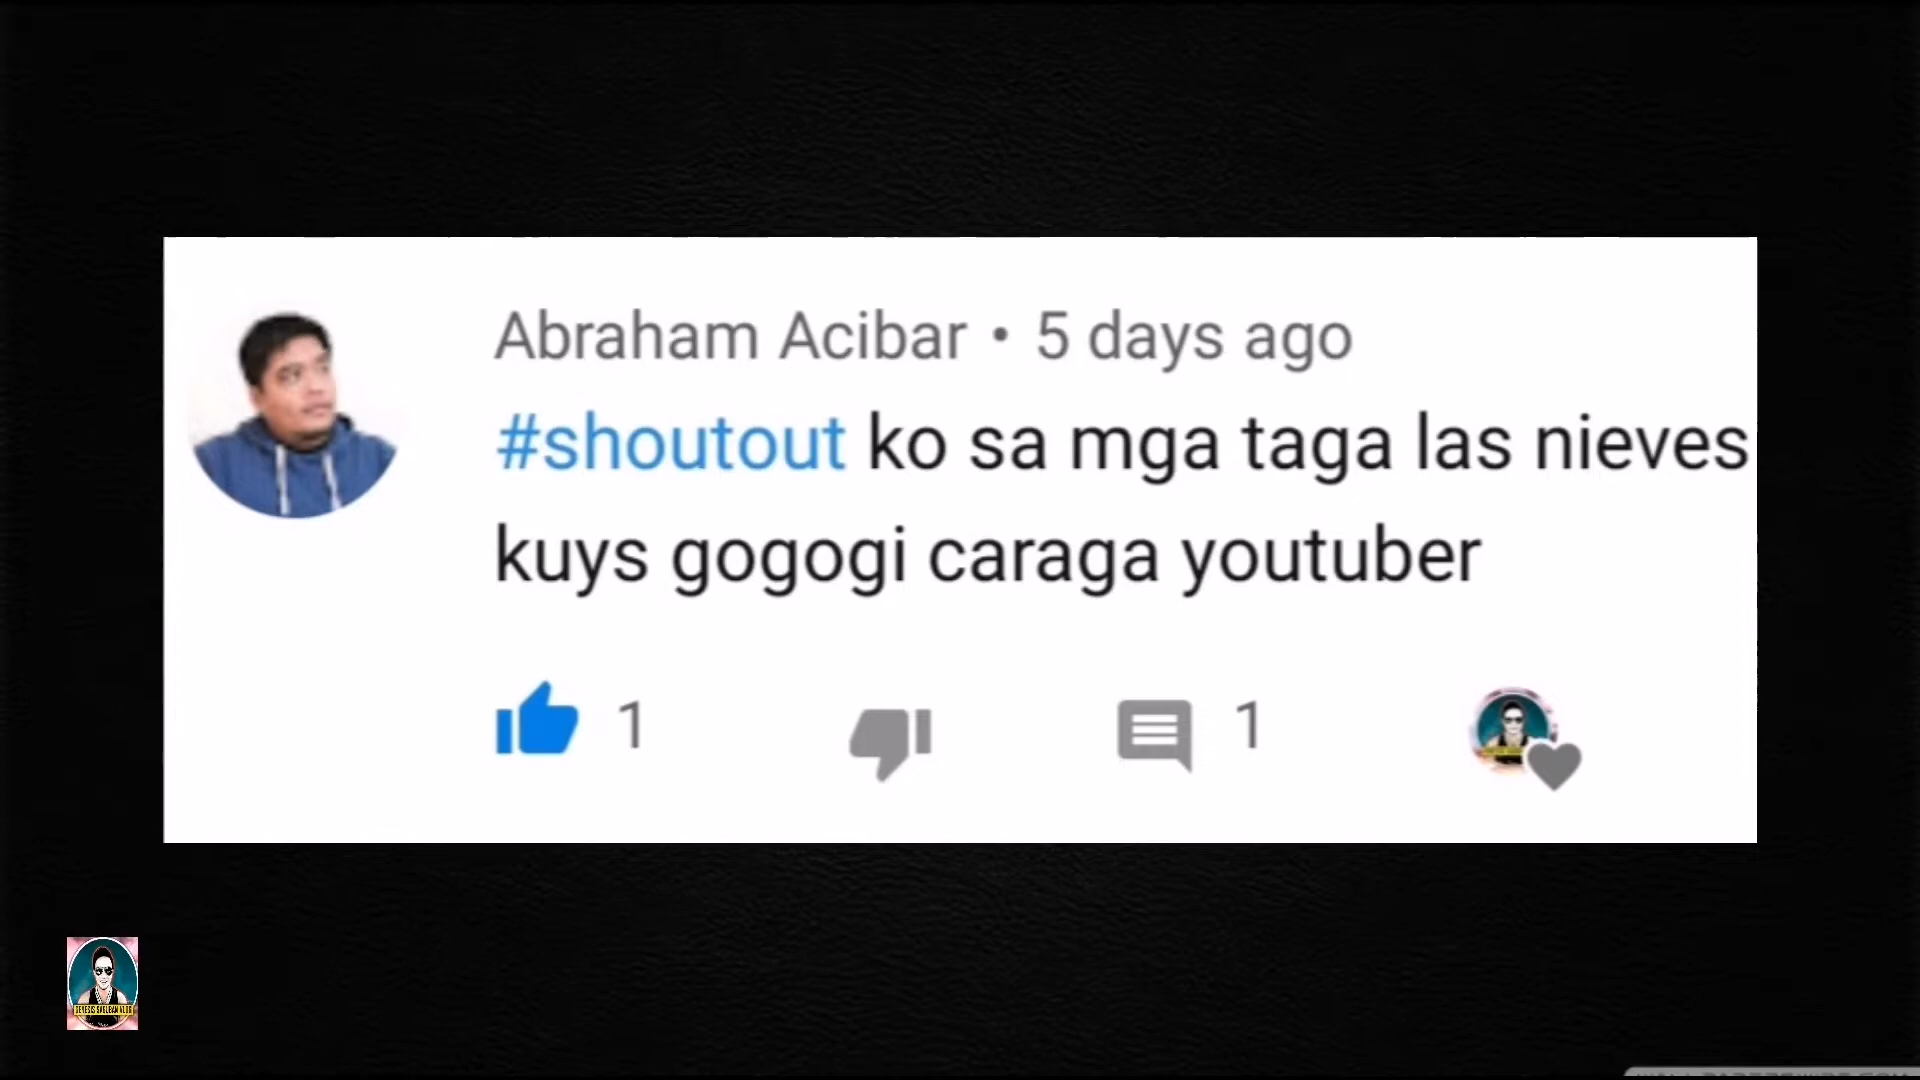 Abraham Acibar • 5 days ago
#shoutout ko sa mga taga las nieves
kuys gogogi caraga youtuber
1
1